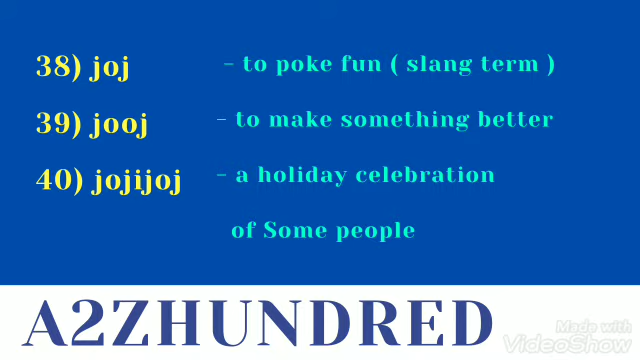 38) joj - to poke fun ( slang term )
39) jooj - to make something better
40) jojijoj - a holiday celebration
of Some people
A2ZHUNDRED
Made with
VideoShow